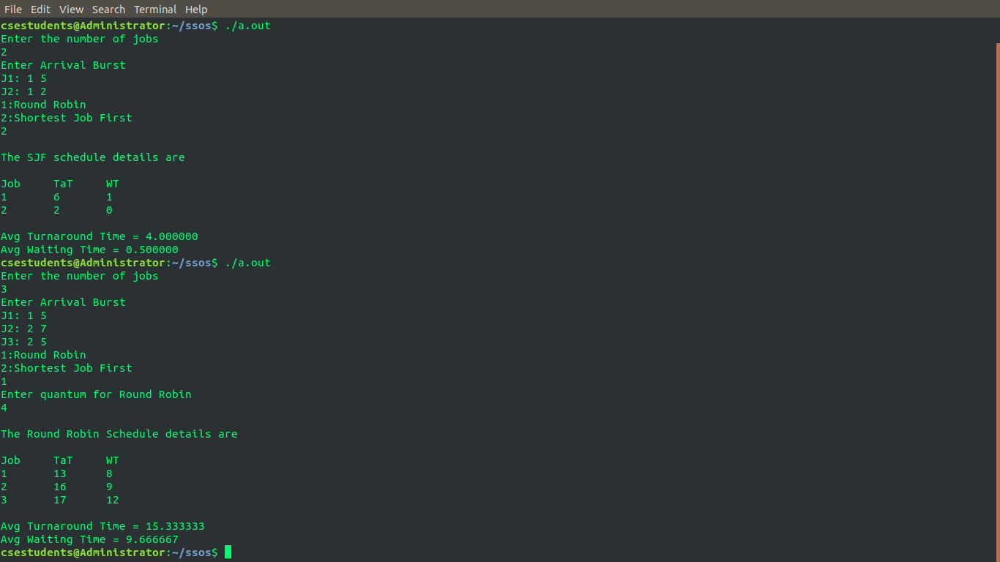 File Edit View Search Terminal Help
csestudents@Administrator:~/ssos$ ./a.out
Enter the number of jobs
2
Enter Arrival Burst
J1: 1 5
J2: 1 2
1:Round Robin
2:Shortest Job First
2
The SJF schedule details are
Job TaT WT
1 6 1
2 2 0
Avg Turnaround Time = 4.000000
Avg Waiting Time = 0.500000
csestudents@Administrator:~/ssos$ ./a.out
Enter the number of jobs
3
Enter Arrival Burst
J1: 1 5
J2: 2 7
J3: 2 5
1:Round Robin
2:Shortest Job First
1
Enter quantum for Round Robin
4
The Round Robin Schedule details are
Job TaT WT
1 13 8
2 16 9
3 17 12
Avg Turnaround Time = 15.333333
Avg Waiting Time = 9.666667
csestudents@Administrator:~/ssos$